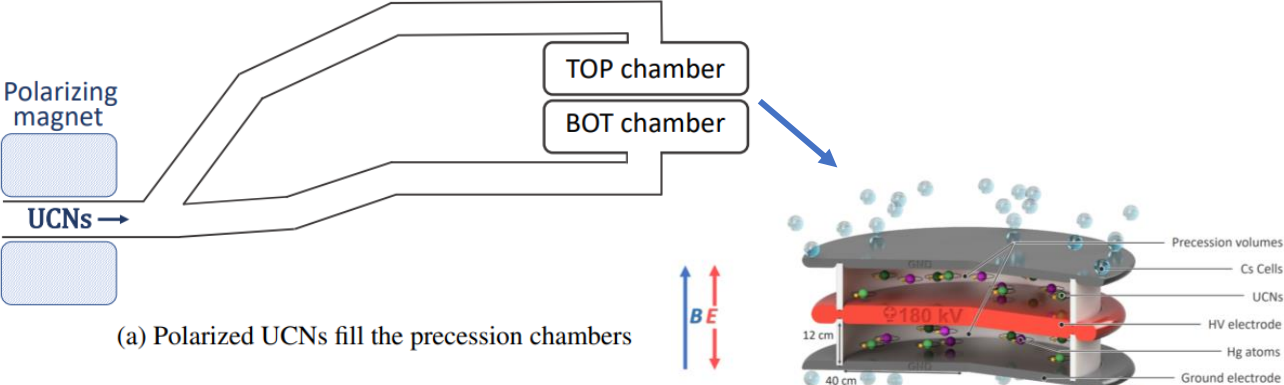 TOP chamber
BOT chamber
Polarizing
magnet
UCNs
(a) Polarized UCNs fill the precession chambers
B E
GND
180 kV
GND
12 cm
40 cm
Precession volumes
Cs Cells
UCNs
HV electrode
Hg atoms
Ground electrode